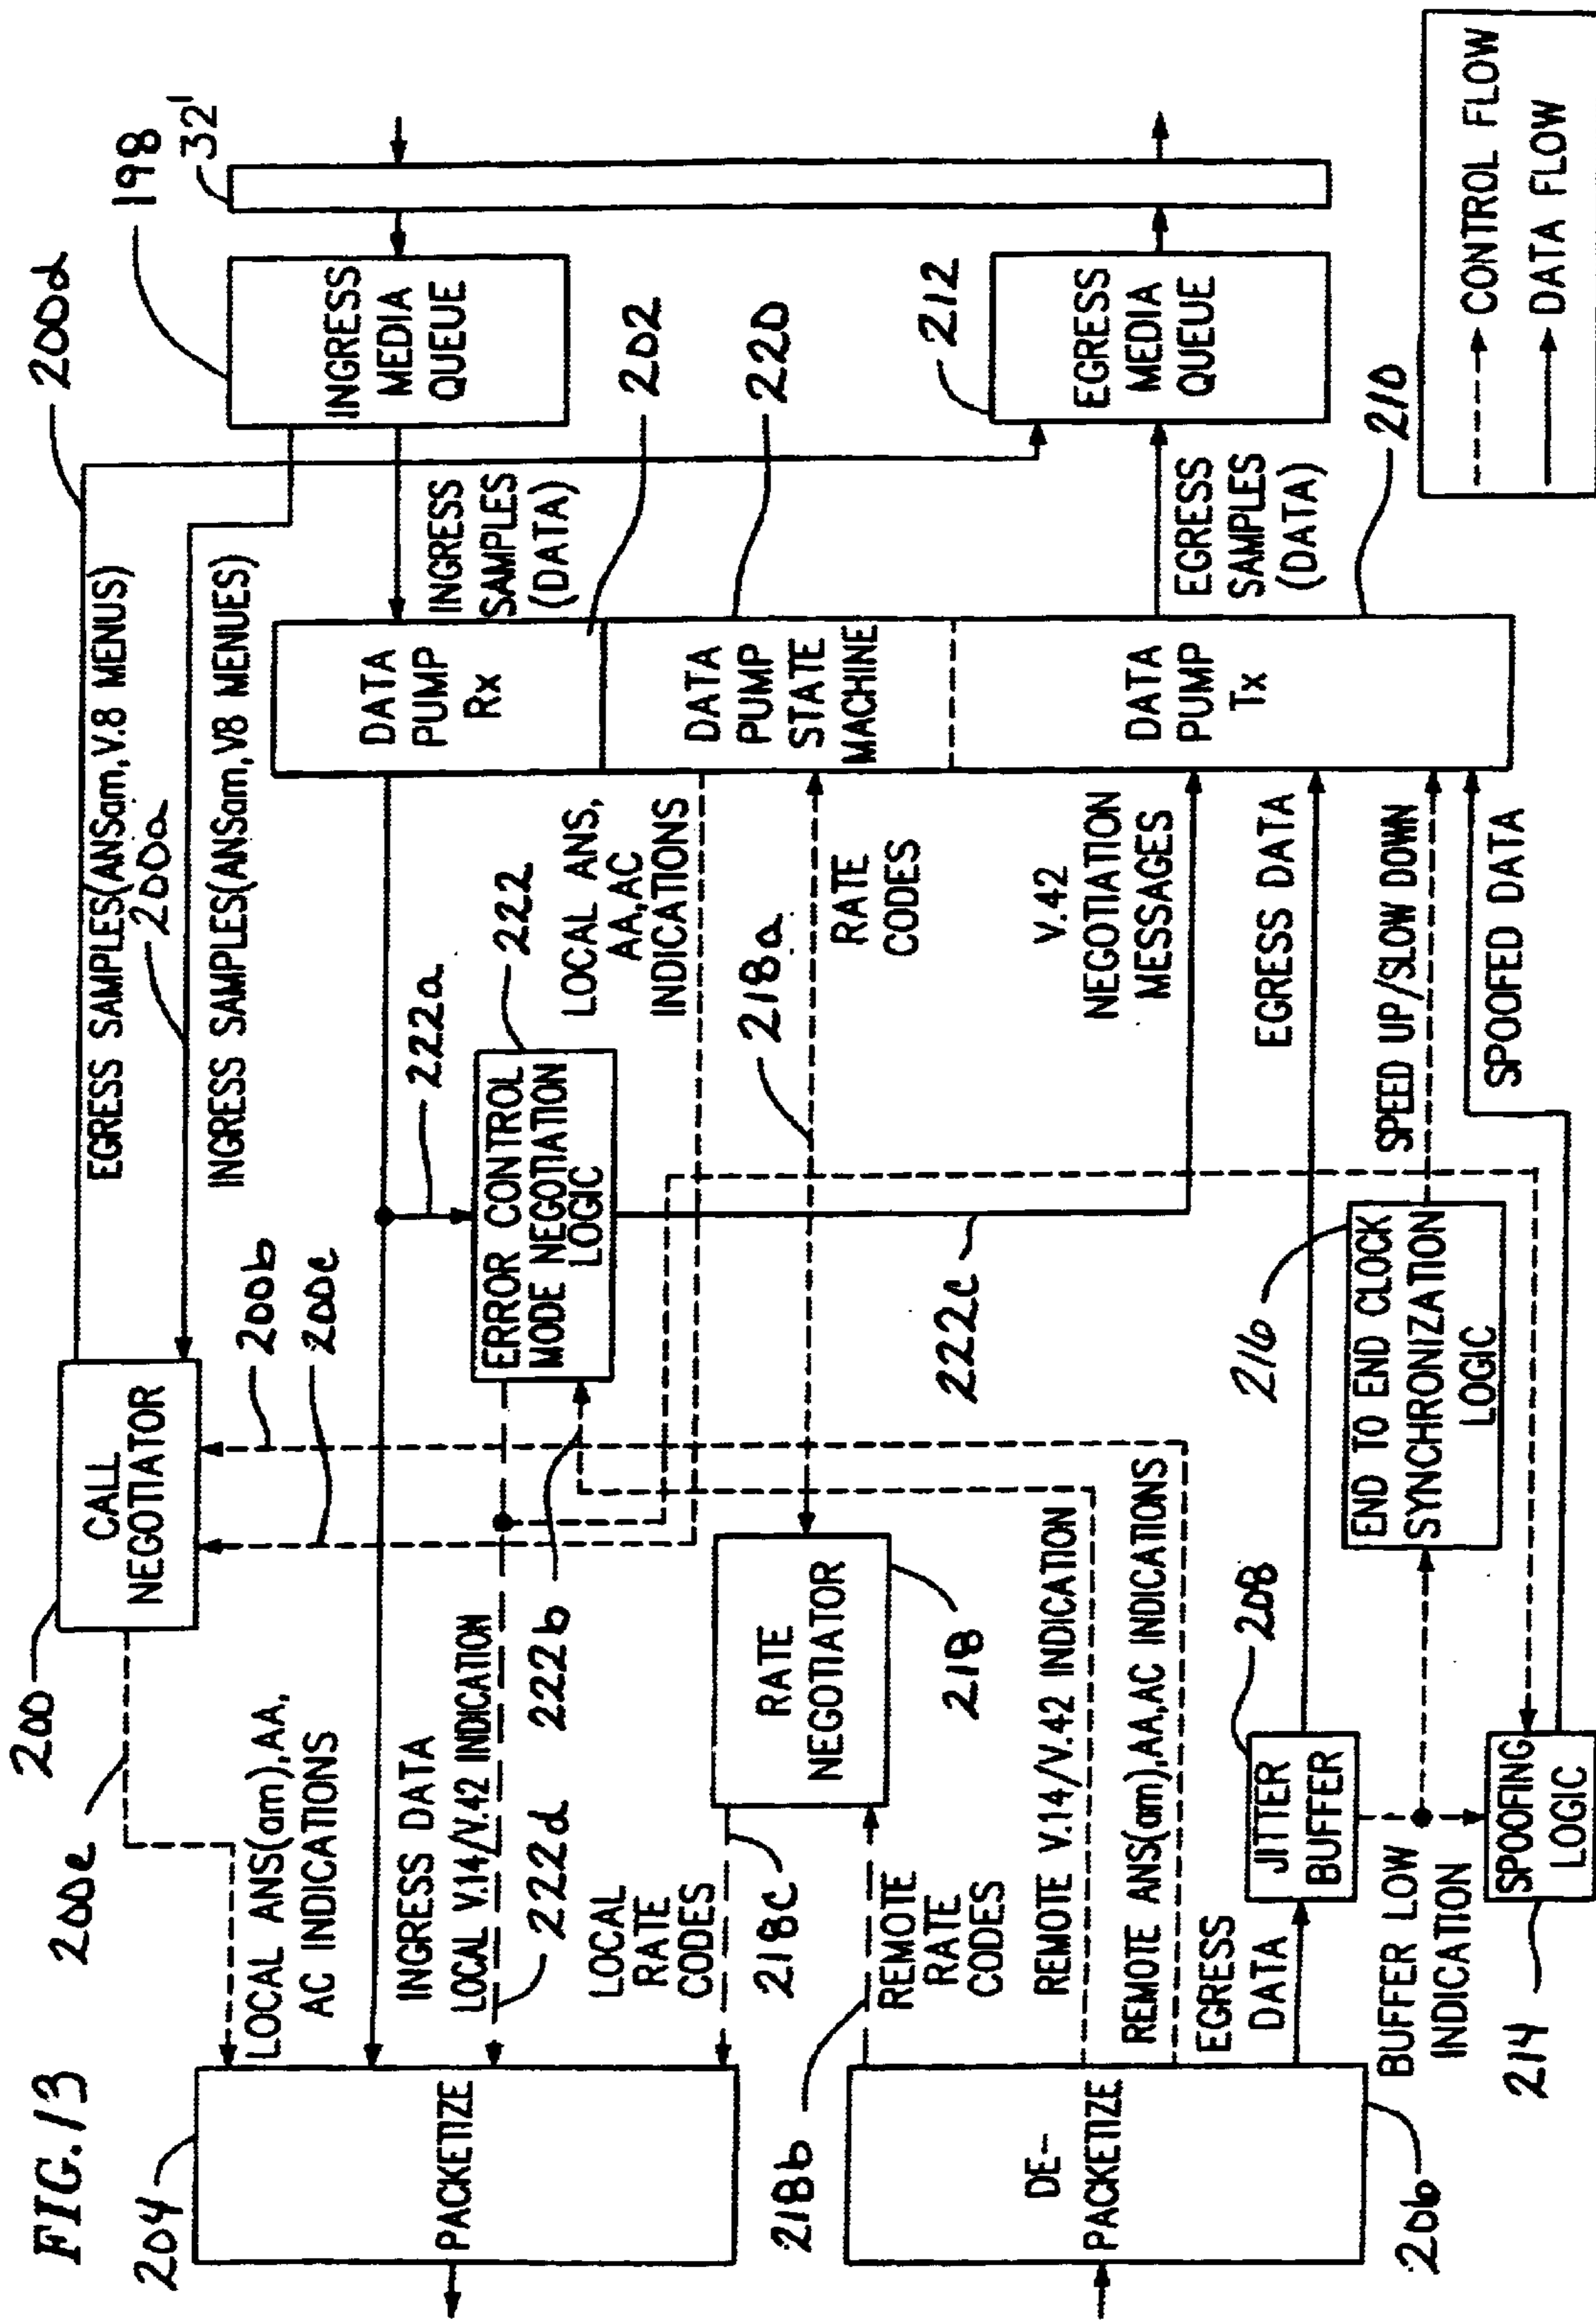 FIG. 13
200d
198
32'
EGRESS SAMPLES(ANSam,V.8 MENUS)
200a
INGRESS SAMPLES(ANSam,V8 MENUES)
200
CALL
NEGOTIATOR
200e
LOCAL ANS(am),AA,
AC INDICATIONS
200b
200c
INGRESS
MEDIA
QUEUE
INGRESS
SAMPLES
(DATA)
202
DATA
PUMP
Rx
204
PACKETIZE
INGRESS DATA
LOCAL V.14/V.42 INDICATION
222d
222b
222a
222
ERROR CONTROL
MODE NEGOTIATION
LOGIC
LOCAL ANS,
AA,AC
INDICATIONS
220
DATA
PUMP
STATE
MACHINE
LOCAL
RATE
CODES
218c
RATE
NEGOTIATOR
218
218a
RATE
CODES
218b
REMOTE
RATE
CODES
222c
V.42
NEGOTIATION
MESSAGES
212
EGRESS
MEDIA
QUEUE
EGRESS
SAMPLES
(DATA)
DATA
PUMP
Tx
210
DE-
PACKETIZE
206
REMOTE V.14/V.42 INDICATION
REMOTE ANS(am),AA,AC INDICATIONS
EGRESS
DATA
208
JITTER
BUFFER
EGRESS DATA
216
END TO END CLOCK
SYNCHRONIZATION
LOGIC
SPEED UP/SLOW DOWN
BUFFER LOW
INDICATION
214
SPOOFING
LOGIC
SPOOFED DATA
CONTROL FLOW
DATA FLOW